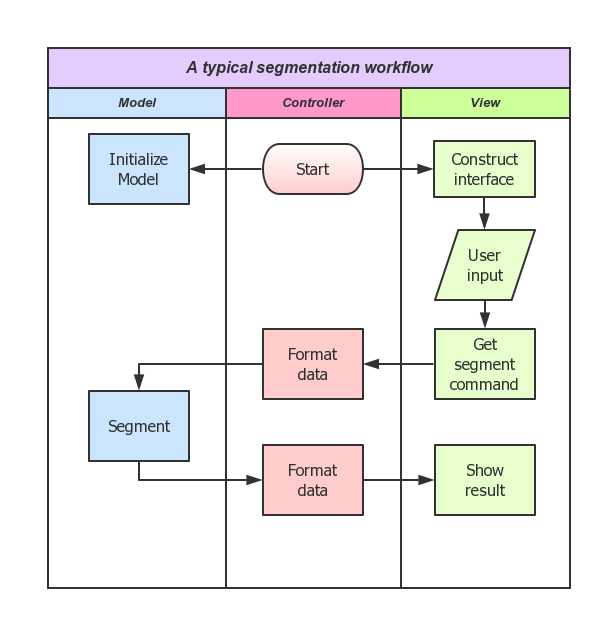 A typical segmentation workflow
Model
Controller
View
Initialize
Model
Start
Construct
interface
User
input
Get
segment
command
Format
data
Segment
Format
data
Show
result